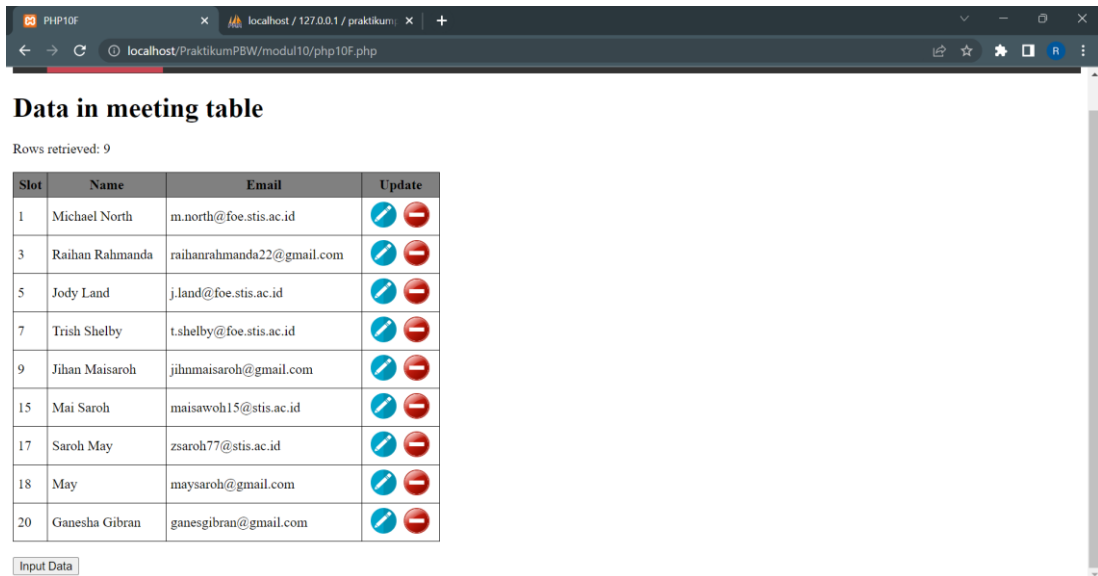 PHP10F
localhost / 127.0.0.1 / praktikum
localhost/PraktikumPBW/modul10/php10F.php
R
Data in meeting table
Rows retrieved: 9
Slot Name Email Update
1 Michael North m.north@foe.stis.ac.id
3 Raihan Rahmanda raihanrahmanda22@gmail.com
5 Jody Land j.land@foe.stis.ac.id
7 Trish Shelby t.shelby@foe.stis.ac.id
9 Jihan Maisaroh jihnmaisaroh@gmail.com
15 Mai Saroh maisawoh15@stis.ac.id
17 Saroh May zsaroh77@stis.ac.id
18 May maysaroh@gmail.com
20 Ganesha Gibran ganesgibran@gmail.com
Input Data